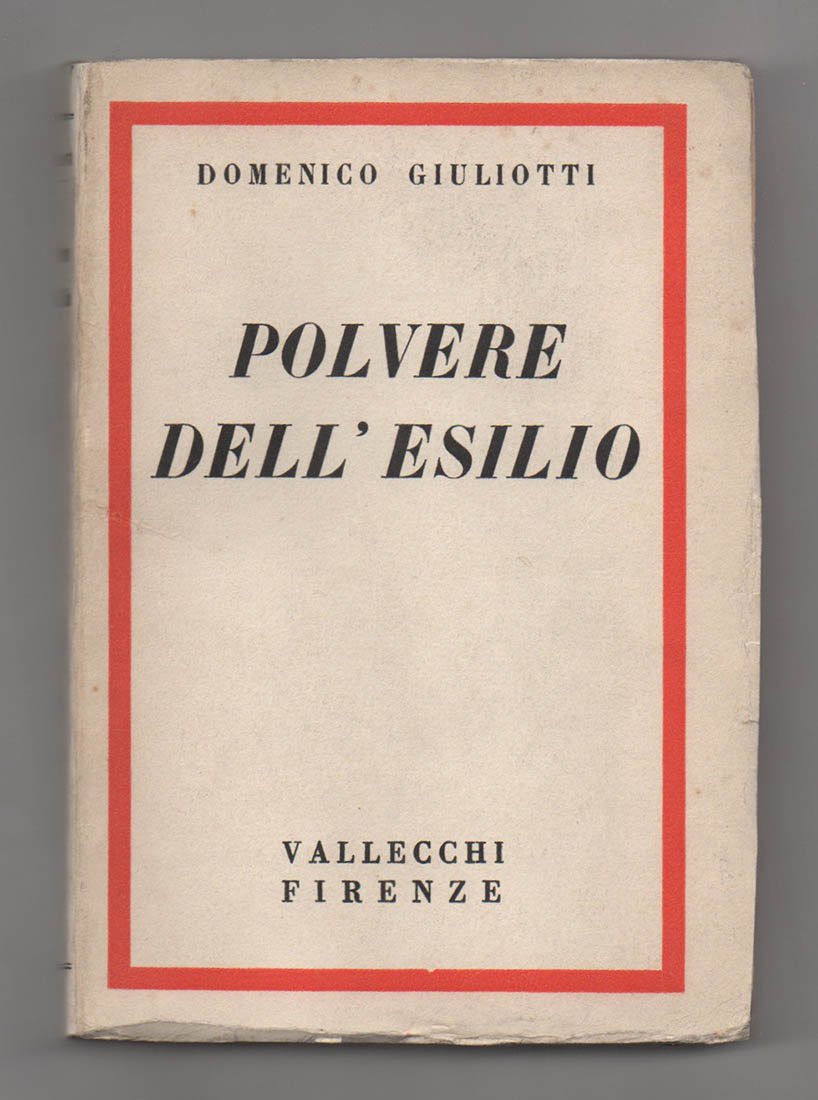 DOMENICO GIULIOTTI
POLVERE
DELL'ESILIO
VALLECCHI
FIRENZE